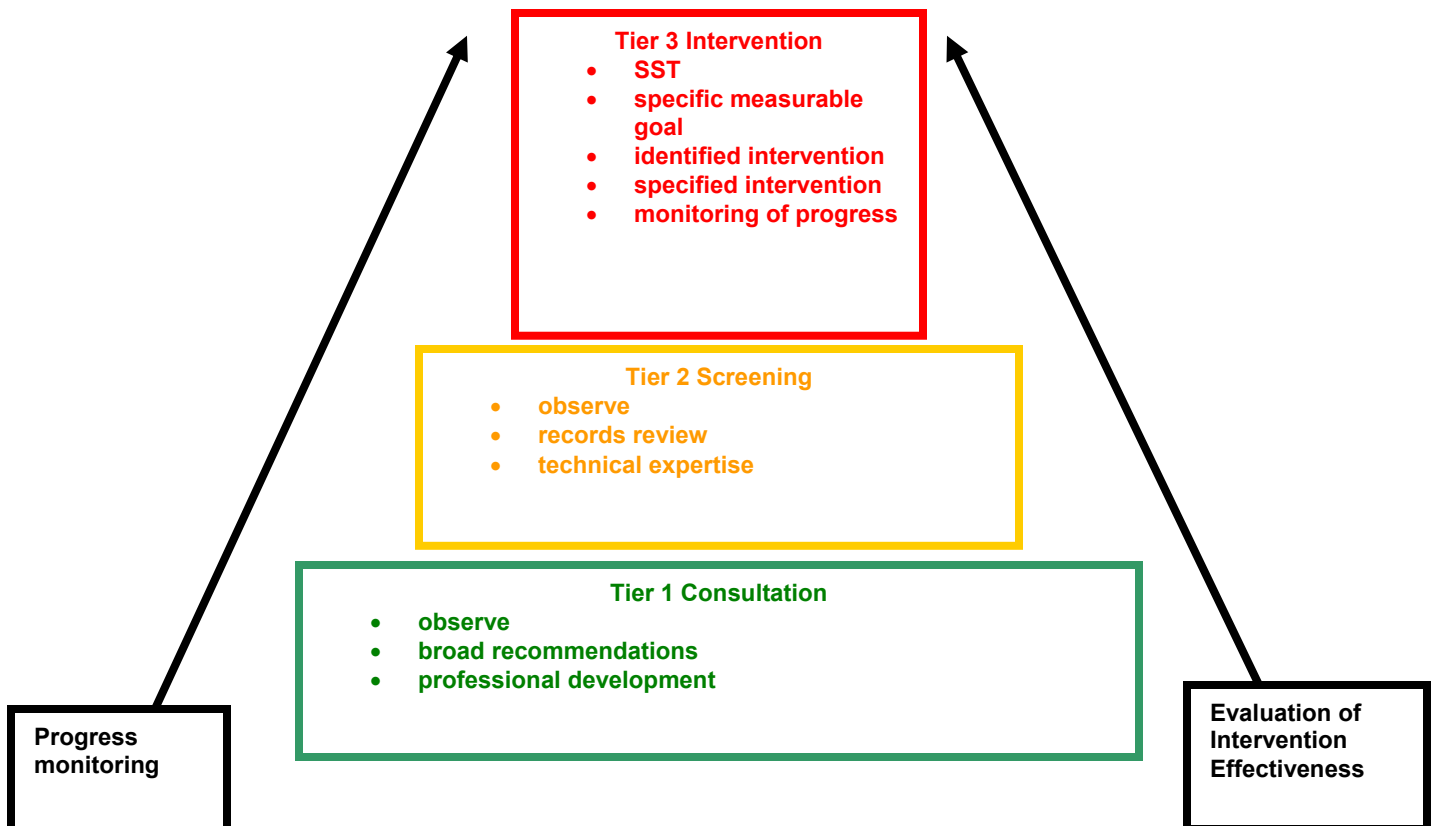 Tier 3 Intervention
• SST
• specific measurable
goal
• identified intervention
• specified intervention
• monitoring of progress
Tier 2 Screening
• observe
• records review
• technical expertise
Tier 1 Consultation
• observe
• broad recommendations
• professional development
Progress
monitoring
Evaluation of
Intervention
Effectiveness